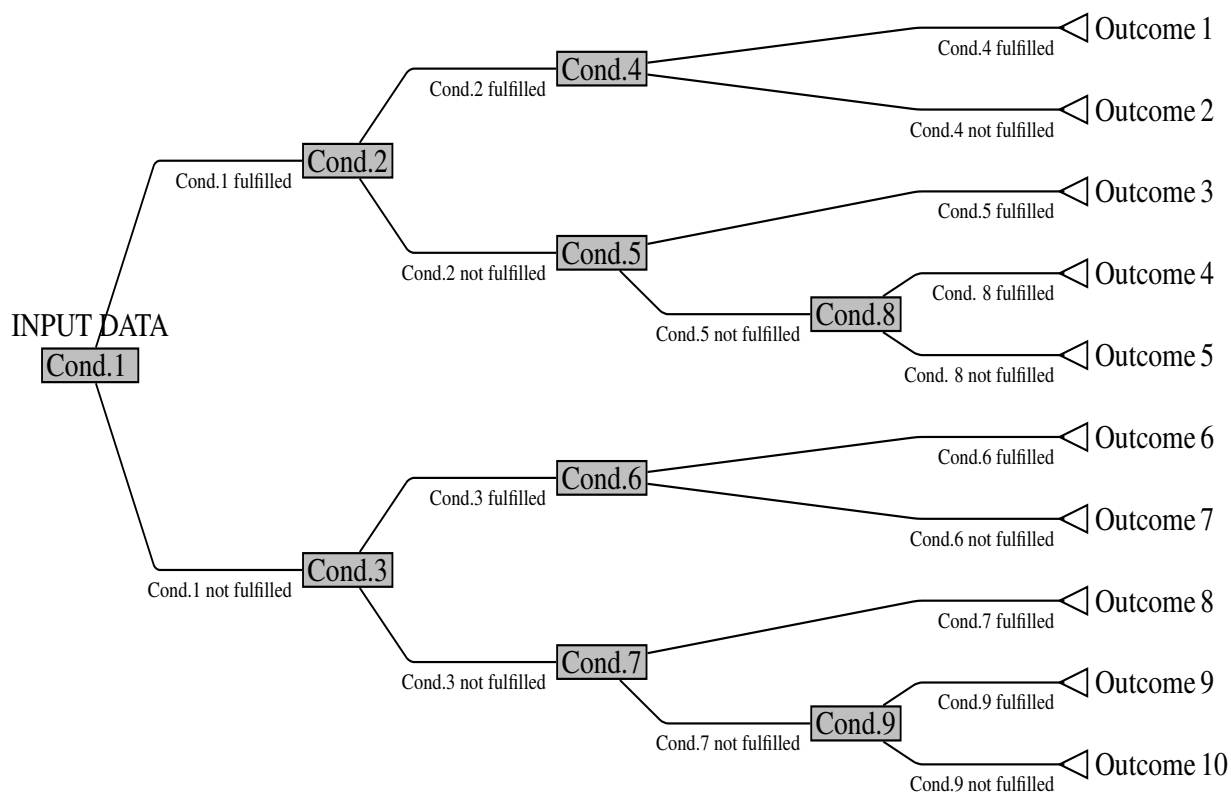 Outcome 1
Cond.4 fulfilled
Cond.4
Cond.2 fulfilled
Outcome 2
Cond.4 not fulfilled
Cond.2
Cond.1 fulfilled
Outcome 3
Cond.5 fulfilled
Cond.5
Cond.2 not fulfilled
Outcome 4
Cond. 8 fulfilled
Cond.8
Cond.5 not fulfilled
INPUT DATA
Cond.1
Outcome 5
Cond. 8 not fulfilled
Outcome 6
Cond.6 fulfilled
Cond.6
Cond.3 fulfilled
Outcome 7
Cond.6 not fulfilled
Cond.3
Cond.1 not fulfilled
Outcome 8
Cond.7 fulfilled
Cond.7
Cond.3 not fulfilled
Outcome 9
Cond.9 fulfilled
Cond.9
Cond.7 not fulfilled
Outcome 10
Cond.9 not fulfilled